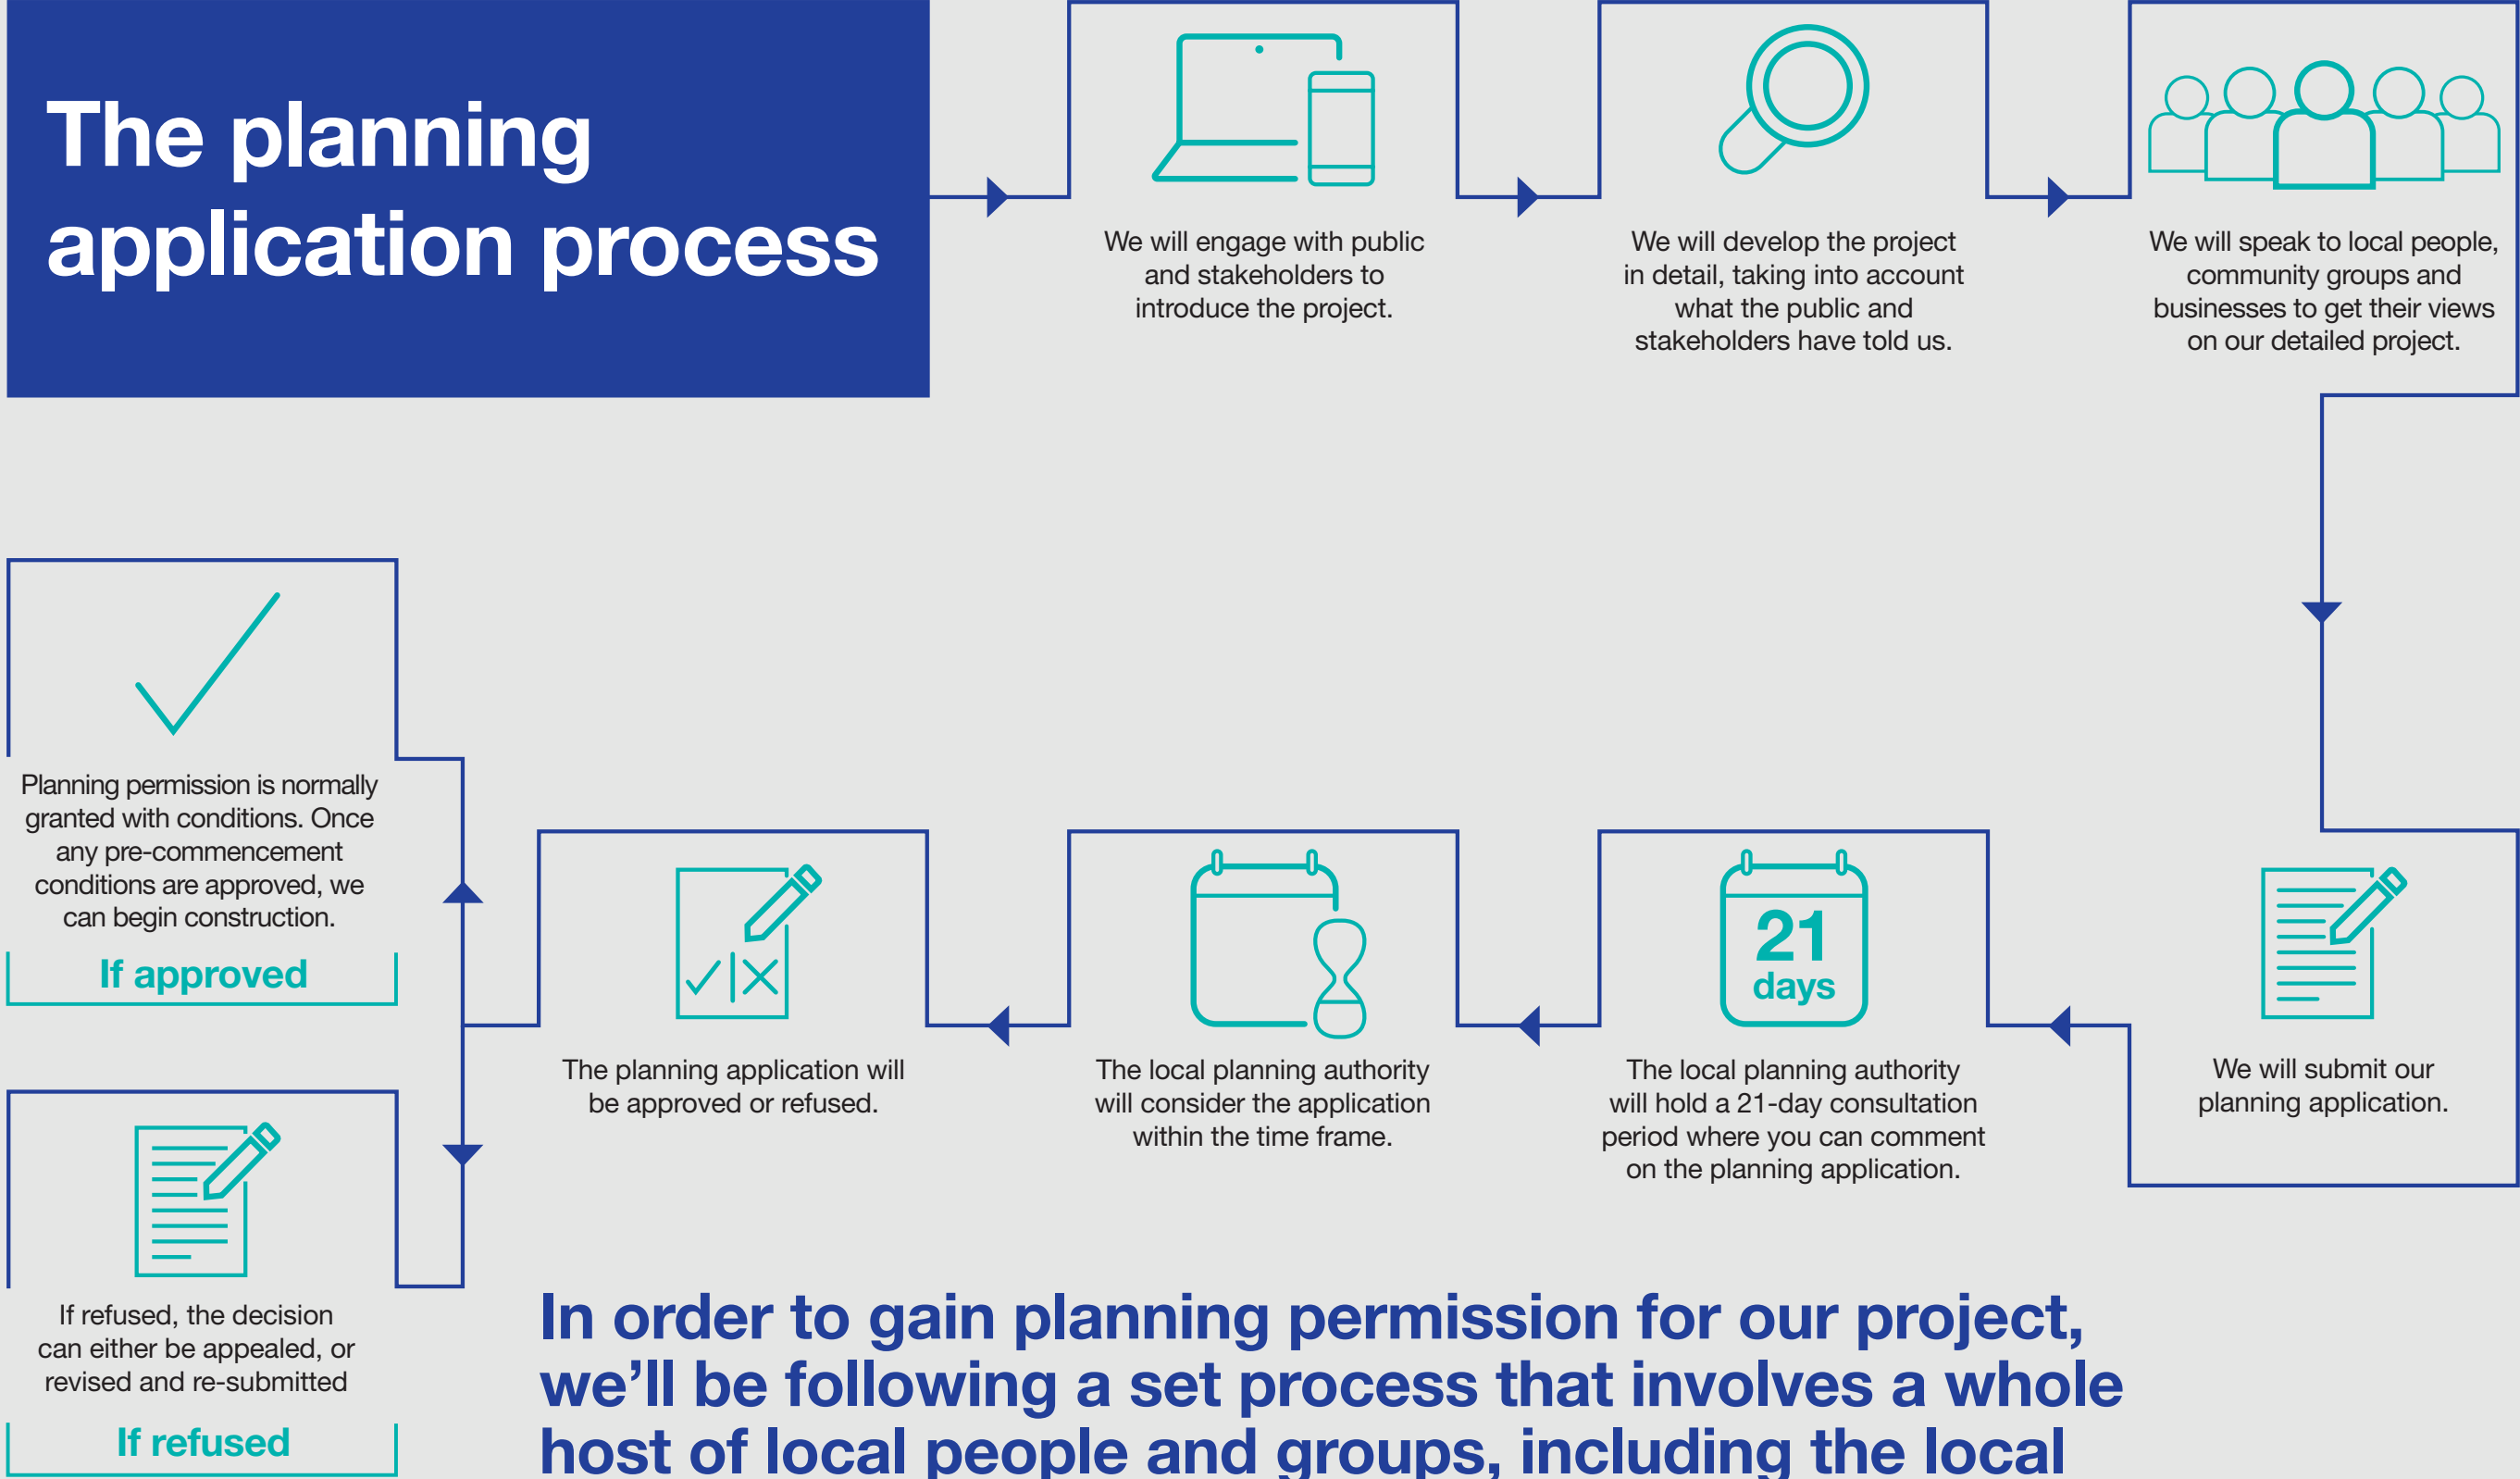 The planning
application process
We will engage with public
and stakeholders to
introduce the project.
We will develop the project
in detail, taking into account
what the public and
stakeholders have told us.
We will speak to local people,
community groups and
businesses to get their views
on our detailed project.
We will submit our
planning application.
21
days
The local planning authority
will hold a 21-day consultation
period where you can comment
on the planning application.
The local planning authority
will consider the application
within the time frame.
The planning application will
be approved or refused.
Planning permission is normally
granted with conditions. Once
any pre-commencement
conditions are approved, we
can begin construction.
If approved
If refused, the decision
can either be appealed, or
revised and re-submitted
If refused
In order to gain planning permission for our project,
we’ll be following a set process that involves a whole
host of local people and groups, including the local